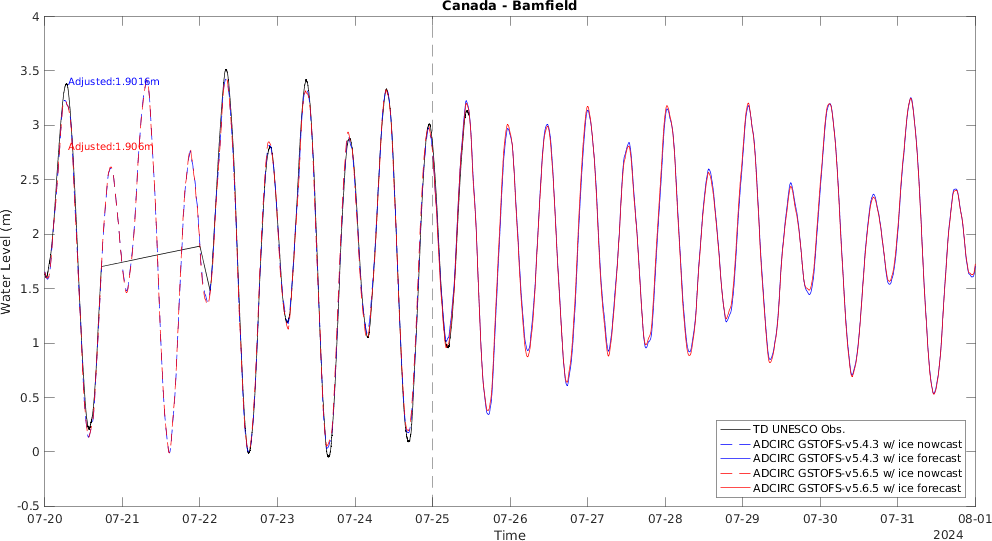 Canada - Bamfield
4
3.5
3
2.5
2
1.5
1
0.5
0
-0.5
Water Level (m)
Adjusted:1.9016m
Adjusted:1.906m
TD UNESCO Obs.
ADCIRC GSTOFS-v5.4.3 w/ ice nowcast
ADCIRC GSTOFS-v5.4.3 w/ ice forecast
ADCIRC GSTOFS-v5.6.5 w/ ice nowcast
ADCIRC GSTOFS-v5.6.5 w/ ice forecast
07-20 07-21 07-22 07-23 07-24 07-25 07-26 07-27 07-28 07-29 07-30 07-31 08-01
Time
2024